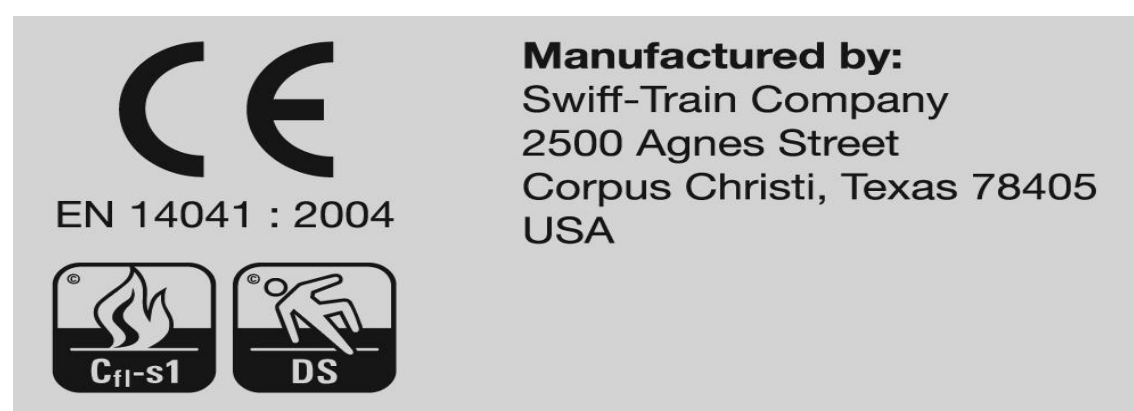 CE
EN 14041 : 2004
©
Cfl-s1
©
DS
Manufactured by:
Swiff-Train Company
2500 Agnes Street
Corpus Christi, Texas 78405
USA